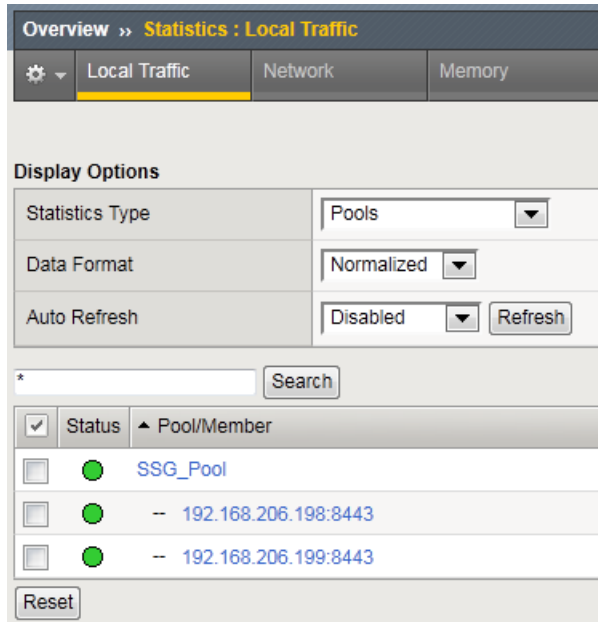 Overview ›› Statistics : Local Traffic
Local Traffic Network Memory
Display Options
Statistics Type Pools
Data Format Normalized
Auto Refresh Disabled Refresh
* Search
Status Pool/Member
SSG_Pool
-- 192.168.206.198:8443
-- 192.168.206.199:8443
Reset